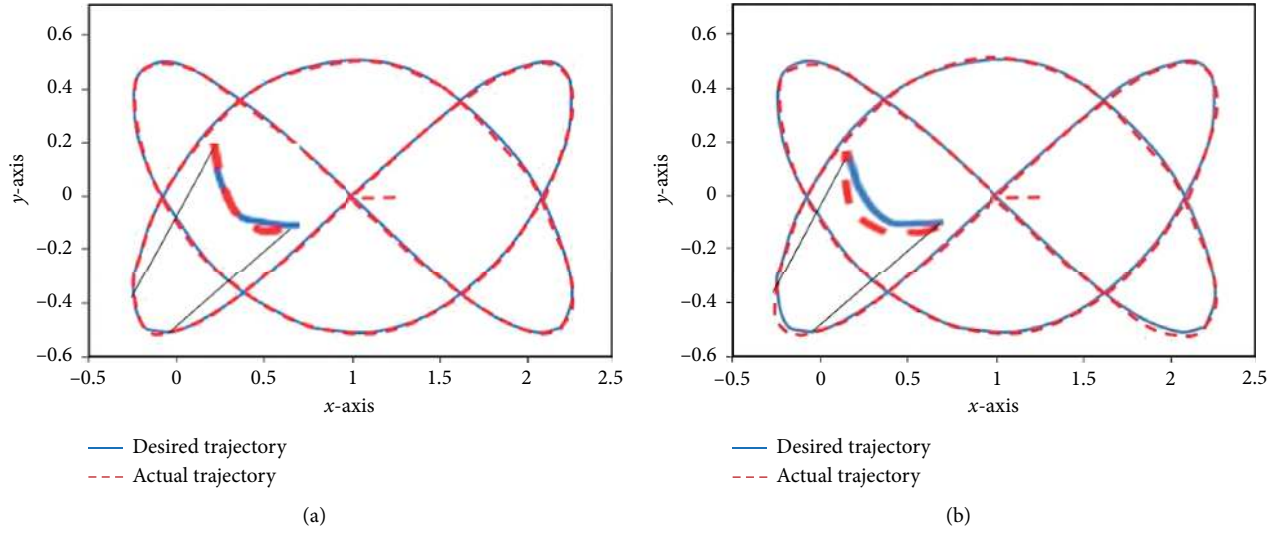 0.6
0.4
0.2
0
–0.2
–0.4
–0.6
y-axis
–0.5 0 0.5 1 1.5 2 2.5
x-axis
Desired trajectory
Actual trajectory
(a)
0.6
0.4
0.2
0
–0.2
–0.4
–0.6
y-axis
–0.5 0 0.5 1 1.5 2 2.5
x-axis
Desired trajectory
Actual trajectory
(b)